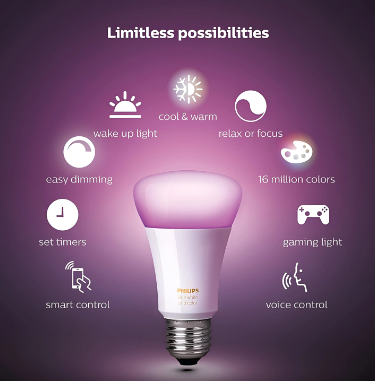 Limitless possibilities
cool & warm
wake up light
relax or focus
easy dimming
16 million colors
set timers
gaming light
smart control
voice control
PHILIPS